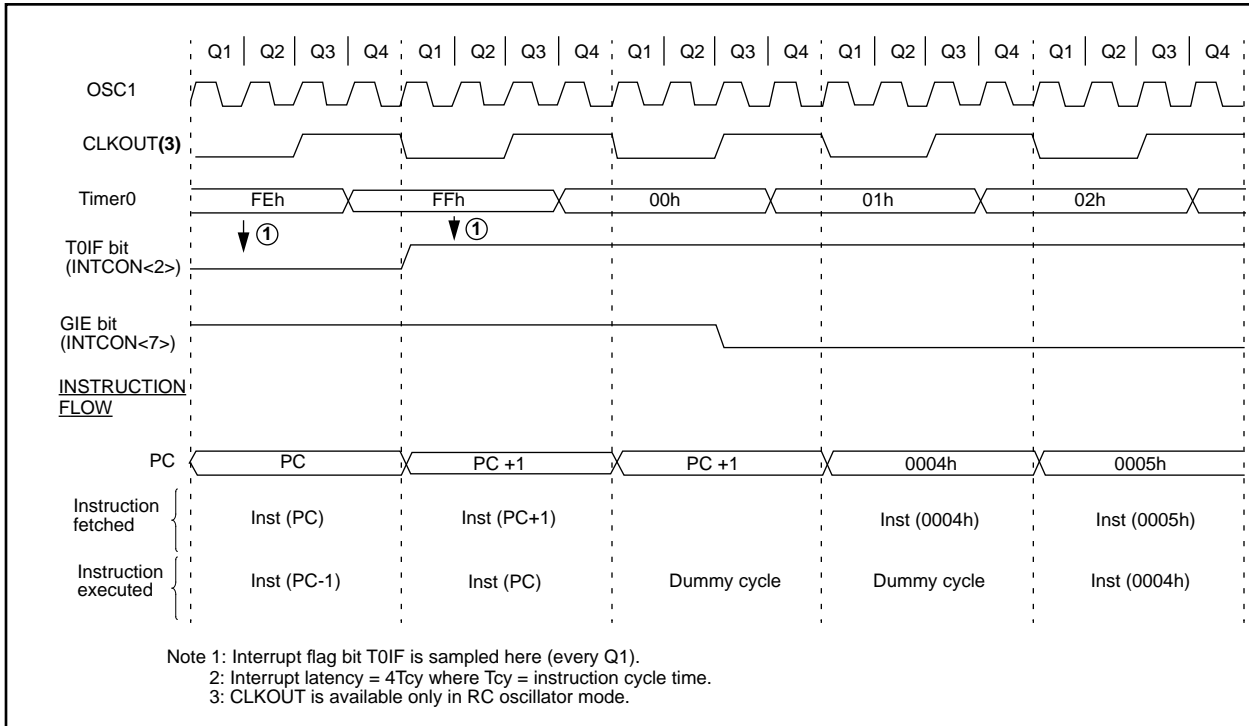 Q1 Q2 Q3 Q4 Q1 Q2 Q3 Q4 Q1 Q2 Q3 Q4 Q1 Q2 Q3 Q4 Q1 Q2 Q3 Q4
OSC1
CLKOUT(3)
Timer0 FEh FFh 00h 01h 02h
1 1
T0IF bit
(INTCON<2>)
GIE bit
(INTCON<7>)
INSTRUCTION
FLOW
PC PC PC +1 PC +1 0004h 0005h
Instruction
fetched
Inst (PC) Inst (PC+1) Inst (0004h) Inst (0005h)
Instruction
executed
Inst (PC-1) Inst (PC) Dummy cycle Dummy cycle Inst (0004h)
Note 1: Interrupt flag bit T0IF is sampled here (every Q1).
2: Interrupt latency = 4Tcy where Tcy = instruction cycle time.
3: CLKOUT is available only in RC oscillator mode.